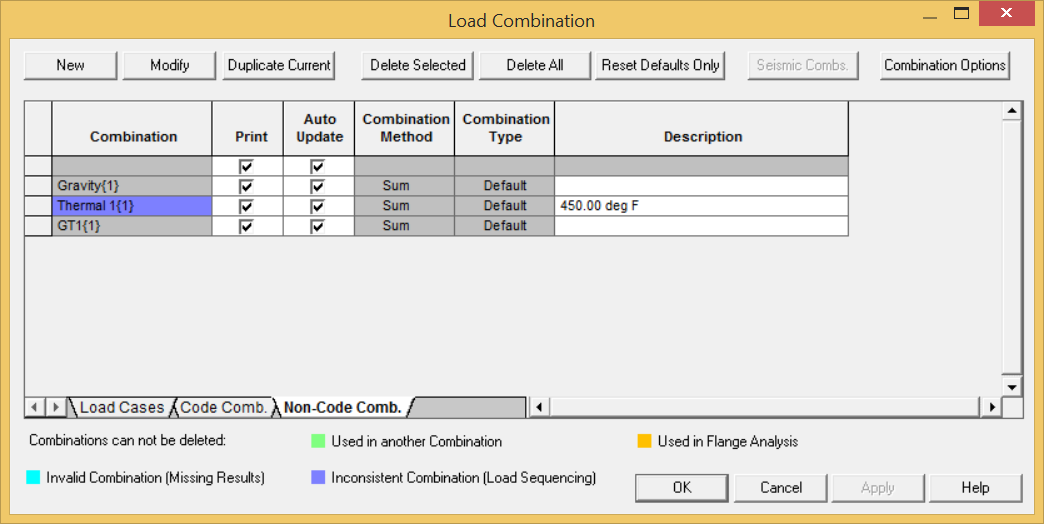 Load Combination
New Modify Duplicate Current Delete Selected Delete All Reset Defaults Only Seismic Combs. Combination Options
Combination Print Auto Update Combination Method Combination Type Description
Gravity{1} Sum Default
Thermal 1{1} Sum Default 450.00 deg F
GT1{1} Sum Default
Load Cases Code Comb. Non-Code Comb.
Combinations can not be deleted: Used in another Combination Used in Flange Analysis
Invalid Combination (Missing Results) Inconsistent Combination (Load Sequencing)
OK Cancel Apply Help